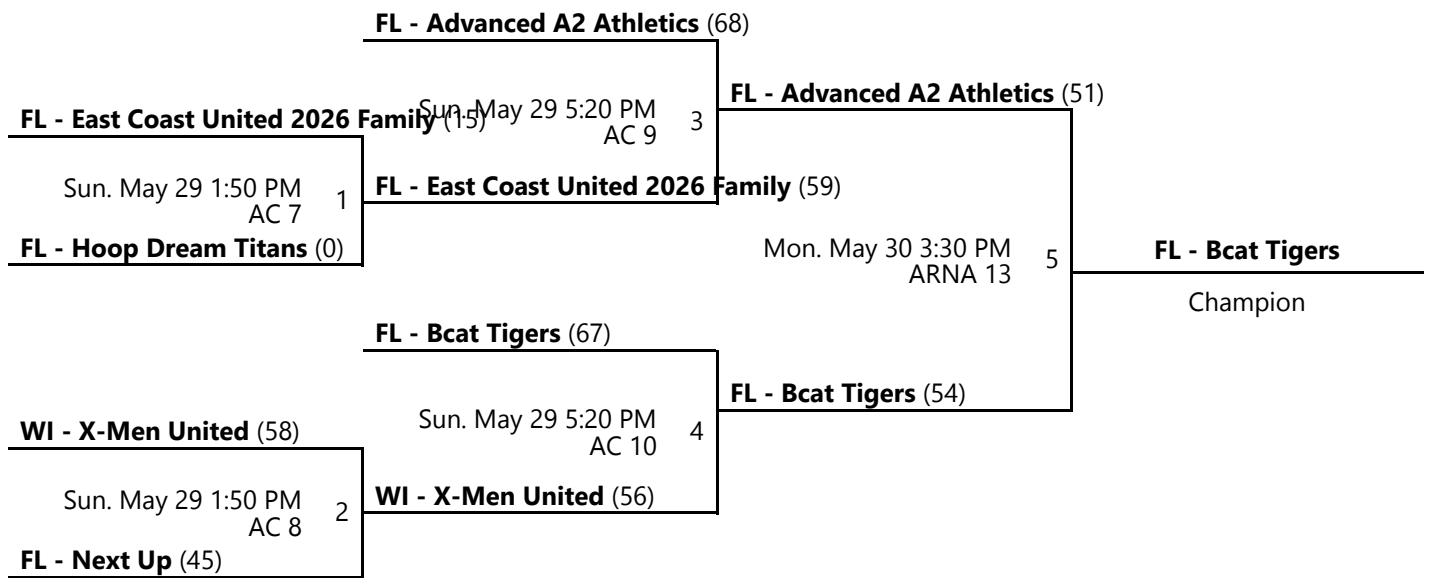 FL - Advanced A2 Athletics (68)
FL - Advanced A2 Athletics (51)
FL - East Coast United 2026 Family (15)
Sun. May 29 5:20 PM
AC 9
3
Sun. May 29 1:50 PM
AC 7
1
FL - East Coast United 2026 Family (59)
FL - Hoop Dream Titans (0)
Mon. May 30 3:30 PM
ARNA 13
5
FL - Bcat Tigers
Champion
FL - Bcat Tigers (67)
FL - Bcat Tigers (54)
Sun. May 29 5:20 PM
AC 10
4
WI - X-Men United (58)
Sun. May 29 1:50 PM
AC 8
2
WI - X-Men United (56)
FL - Next Up (45)